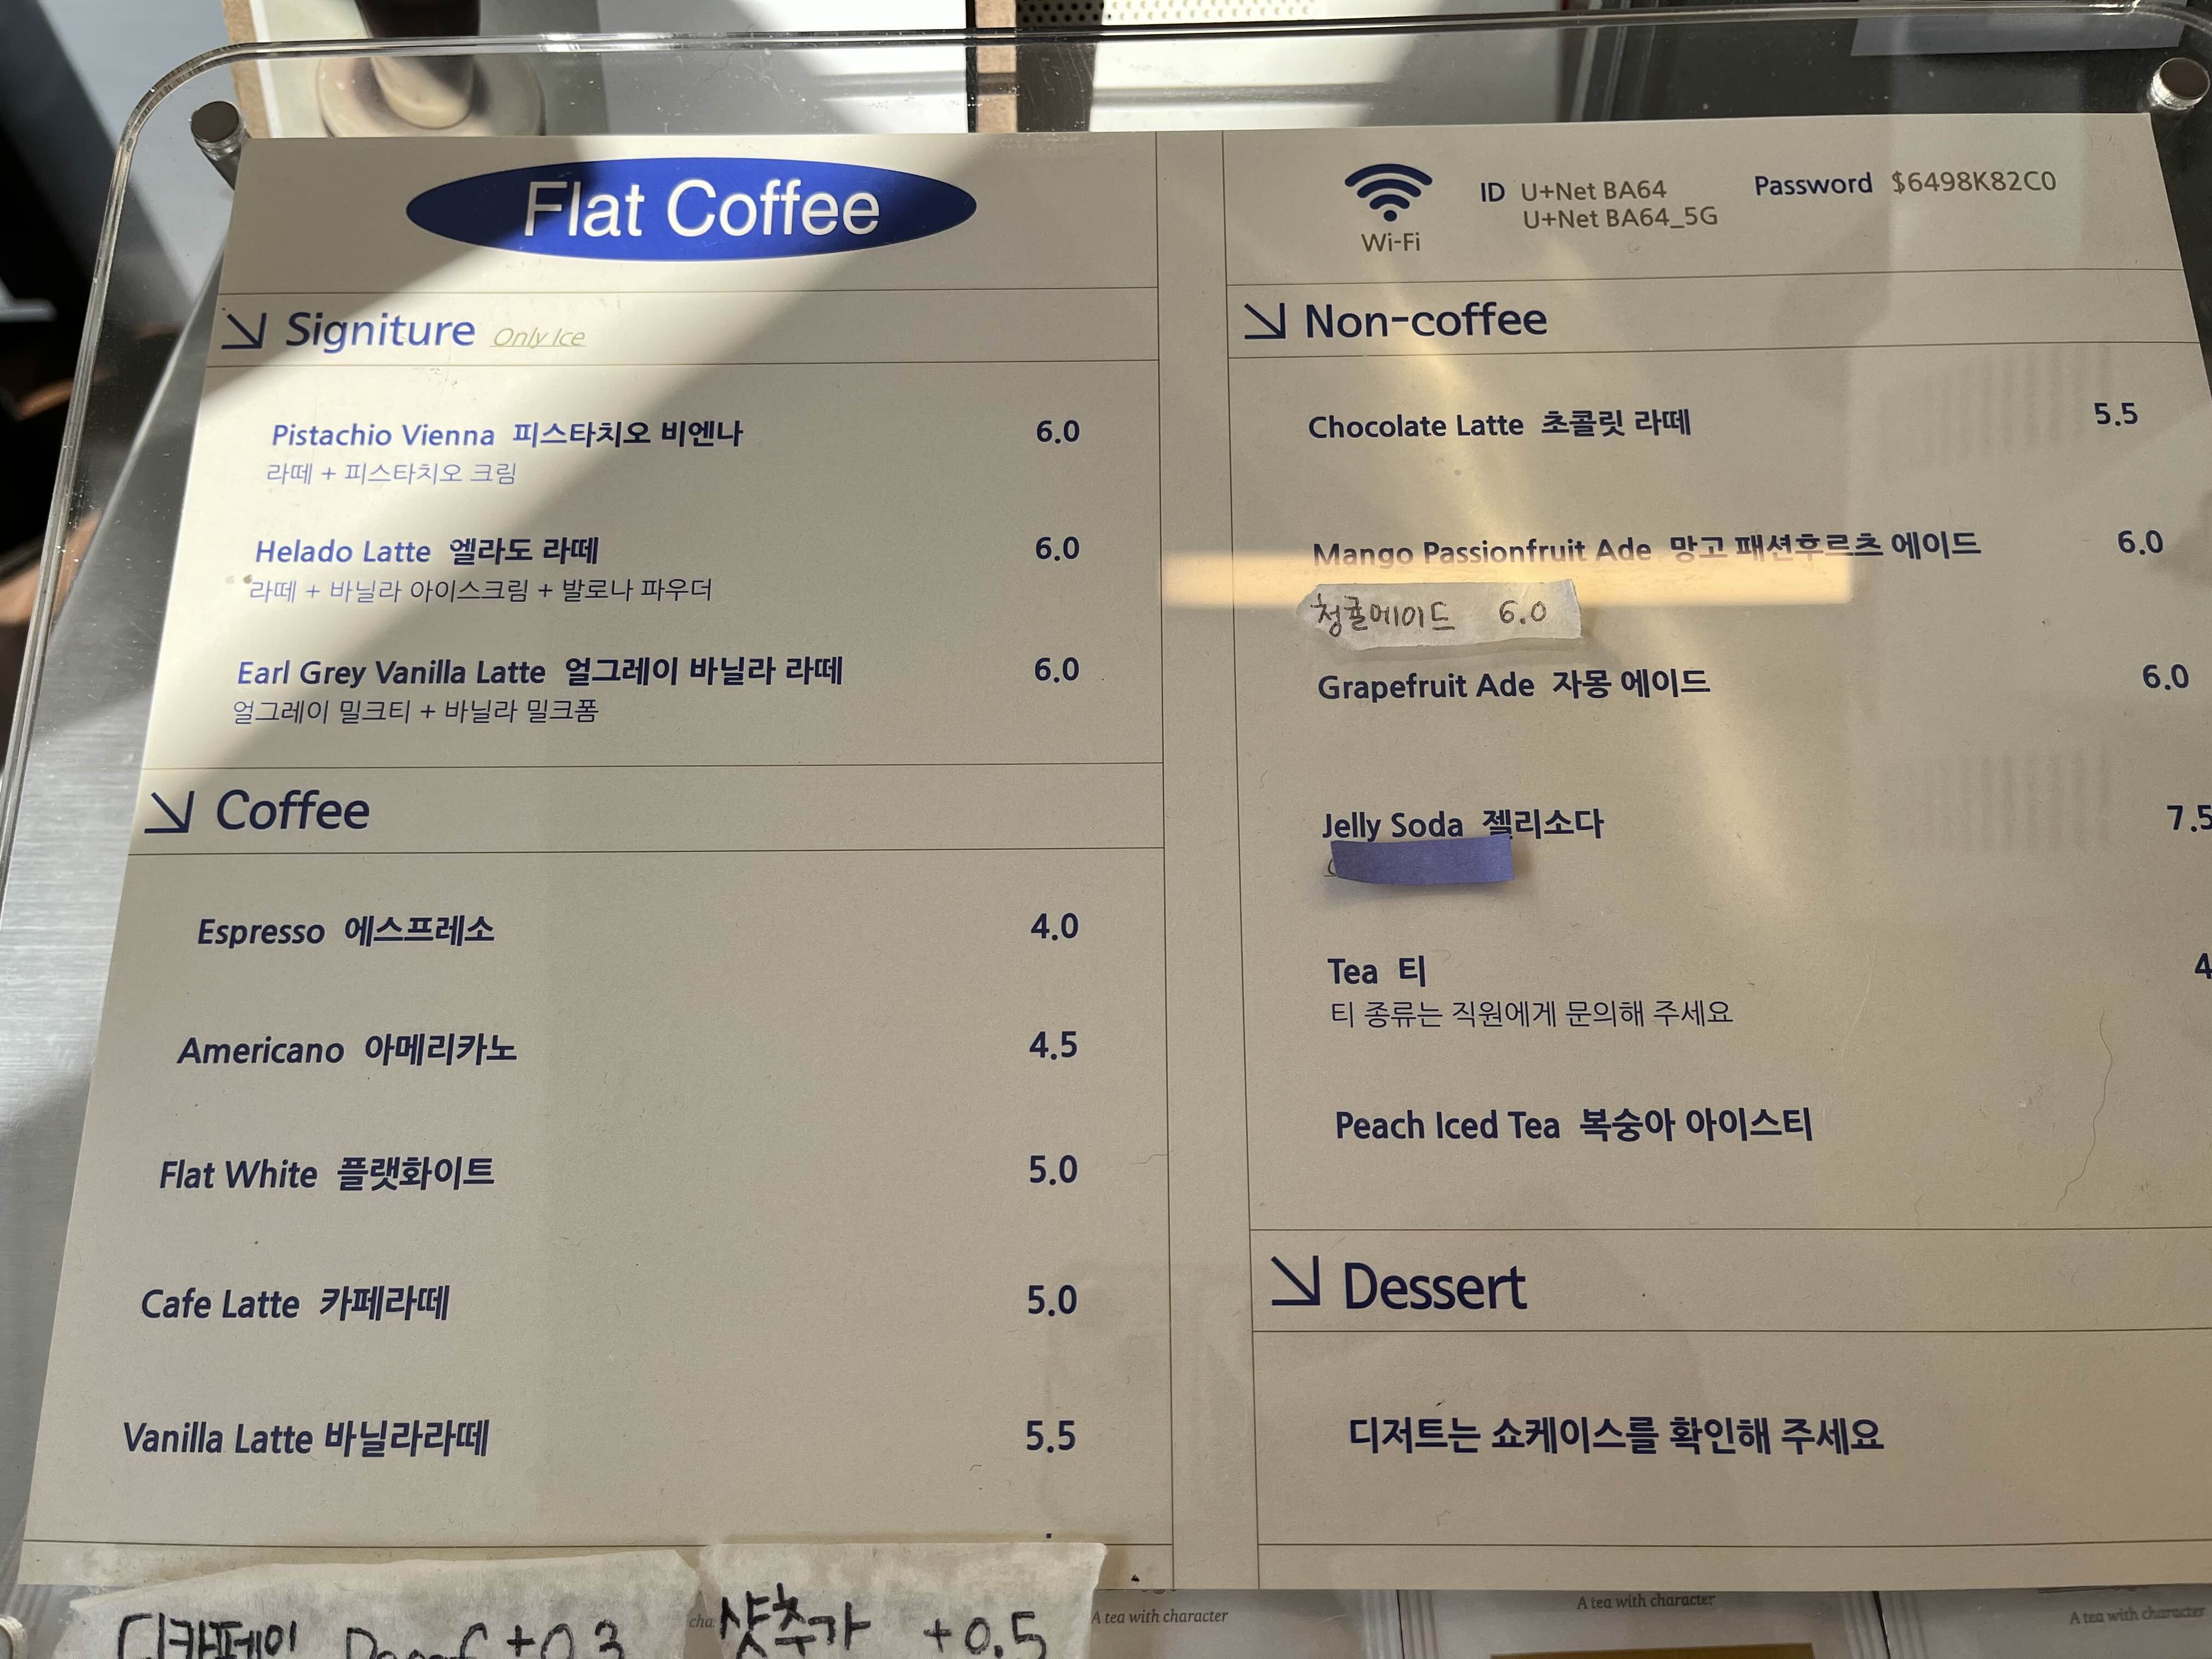 Flat Coffee
Signiture Only Ice
Pistachio Vienna 피스타치오 비엔나 6.0
라떼 + 피스타치오 크림
Helado Latte 엘라도 라떼 6.0
라떼 + 바닐라 아이스크림 + 발로나 파우더
Earl Grey Vanilla Latte 얼그레이 바닐라 라떼 6.0
얼그레이 밀크티 + 바닐라 밀크폼
Coffee
Espresso 에스프레소 4.0
Americano 아메리카노 4.5
Flat White 플랫화이트 5.0
Cafe Latte 카페라떼 5.0
Vanilla Latte 바닐라라떼 5.5
디카페인 +0.3
샷추가 +0.5
Wi-Fi
ID U+Net BA64 Password $6498K82C0
U+Net BA64_5G
Non-coffee
Chocolate Latte 초콜릿 라떼 5.5
Mango Passionfruit Ade 망고 패션후르츠 에이드 6.0
청귤에이드 6.0
Grapefruit Ade 자몽 에이드 6.0
Jelly Soda 젤리소다 7.5
Tea 티
티 종류는 직원에게 문의해 주세요
Peach Iced Tea 복숭아 아이스티
Dessert
디저트는 쇼케이스를 확인해 주세요
A tea with character
A tea with character
A tea with character